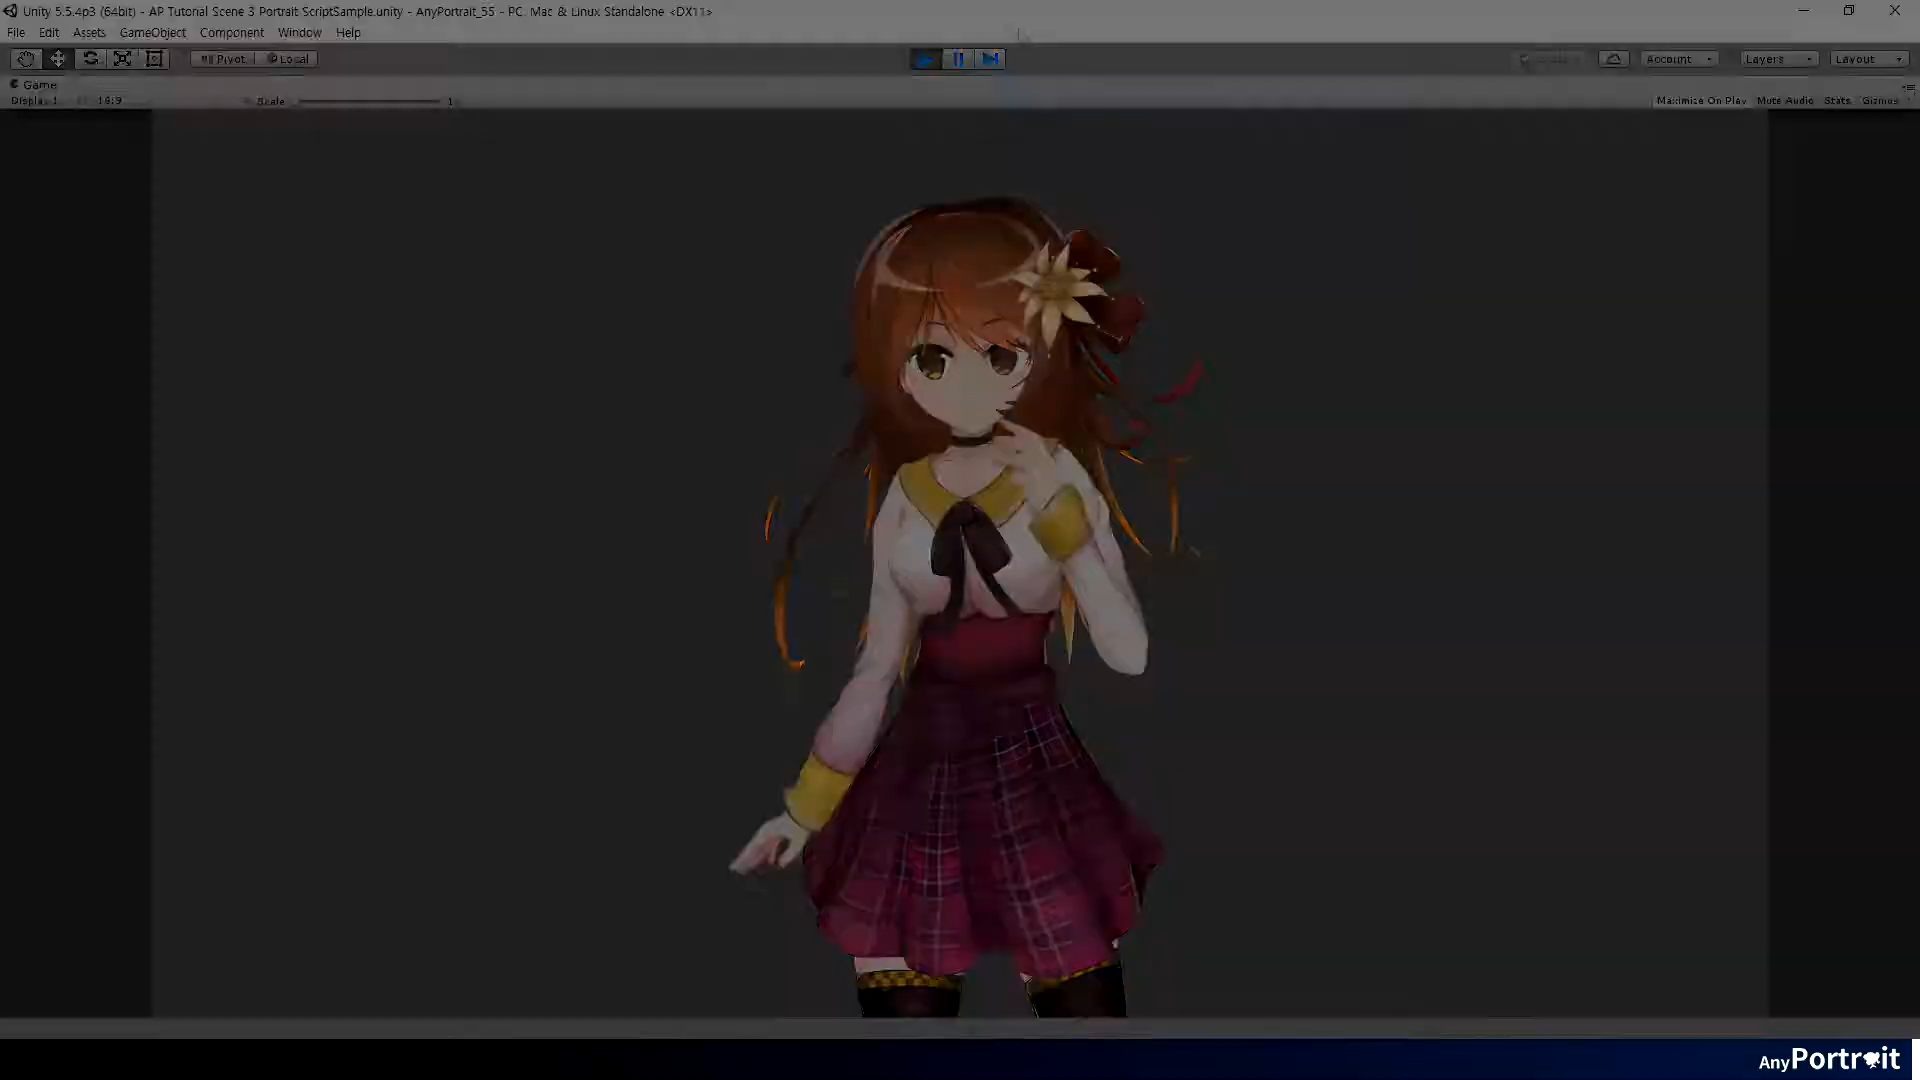 Unity 5.5.4p3 (64bit) - AP Tutorial Scene 3 Portrait ScriptSample.unity - AnyPortrait_55 - PC, Mac & Linux Standalone <DX11>
File Edit Assets GameObject Component Window Help
Pivot Local Account Layers Layout
Game
Display 1 16:9 Scale 1 Maximize On Play Mute Audio Stats Gizmos
AnyPortrait